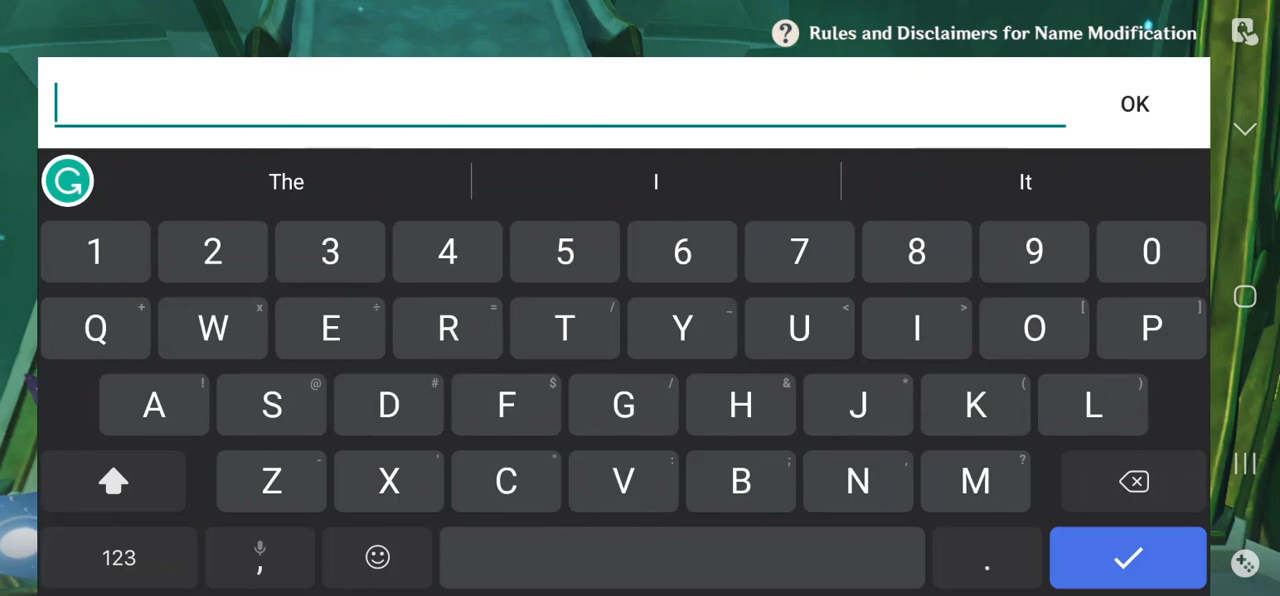 ? Rules and Disclaimers for Name Modification
OK
The I It
1 2 3 4 5 6 7 8 9 0
+ x ÷ = / _ < > [ ]
Q W E R T Y U I O P
! @ # $ / & * ( )
A S D F G H J K L
- ' " : ; , ?
Z X C V B N M
123 , .